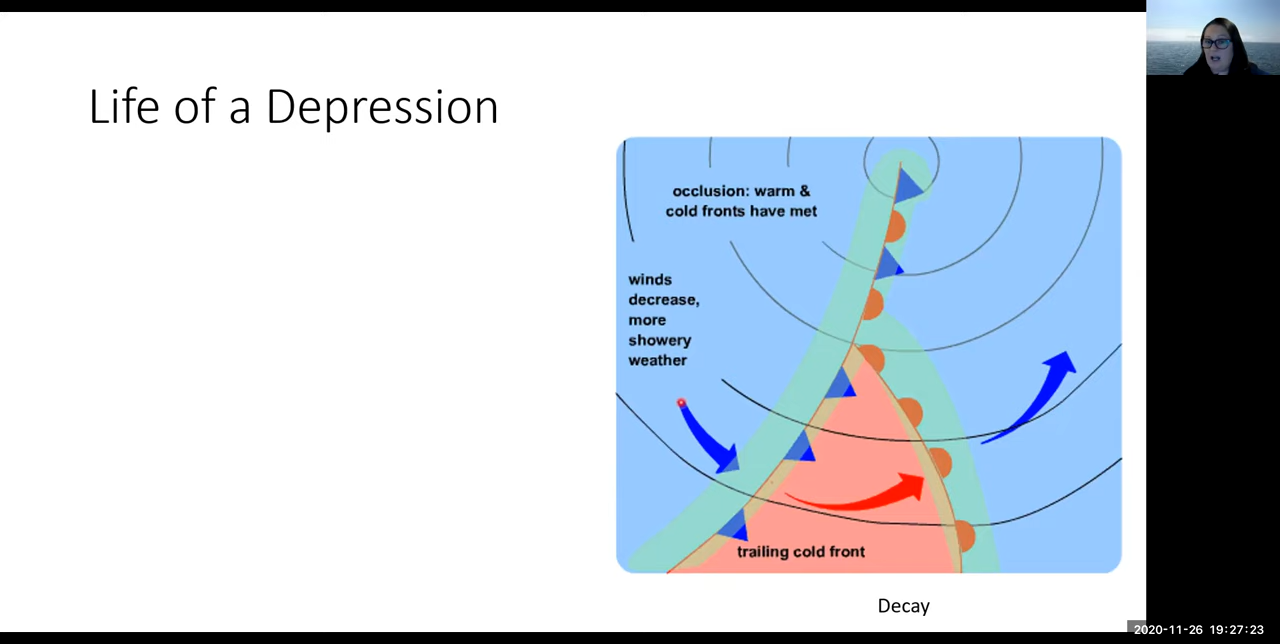 Life of a Depression
occlusion: warm &
cold fronts have met
winds
decrease,
more
showery
weather
trailing cold front
Decay
2020-11-26 19:27:23